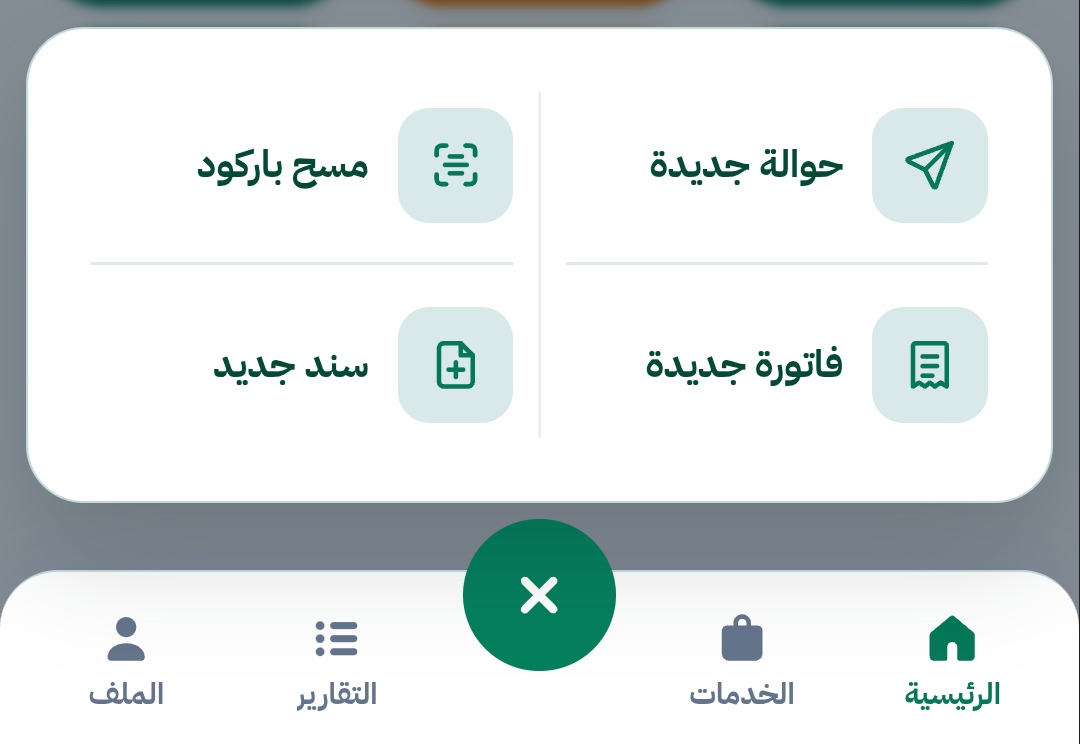 حوالة جديدة
مسح باركود
فاتورة جديدة
سند جديد
الرئيسية
الخدمات
التقارير
الملف